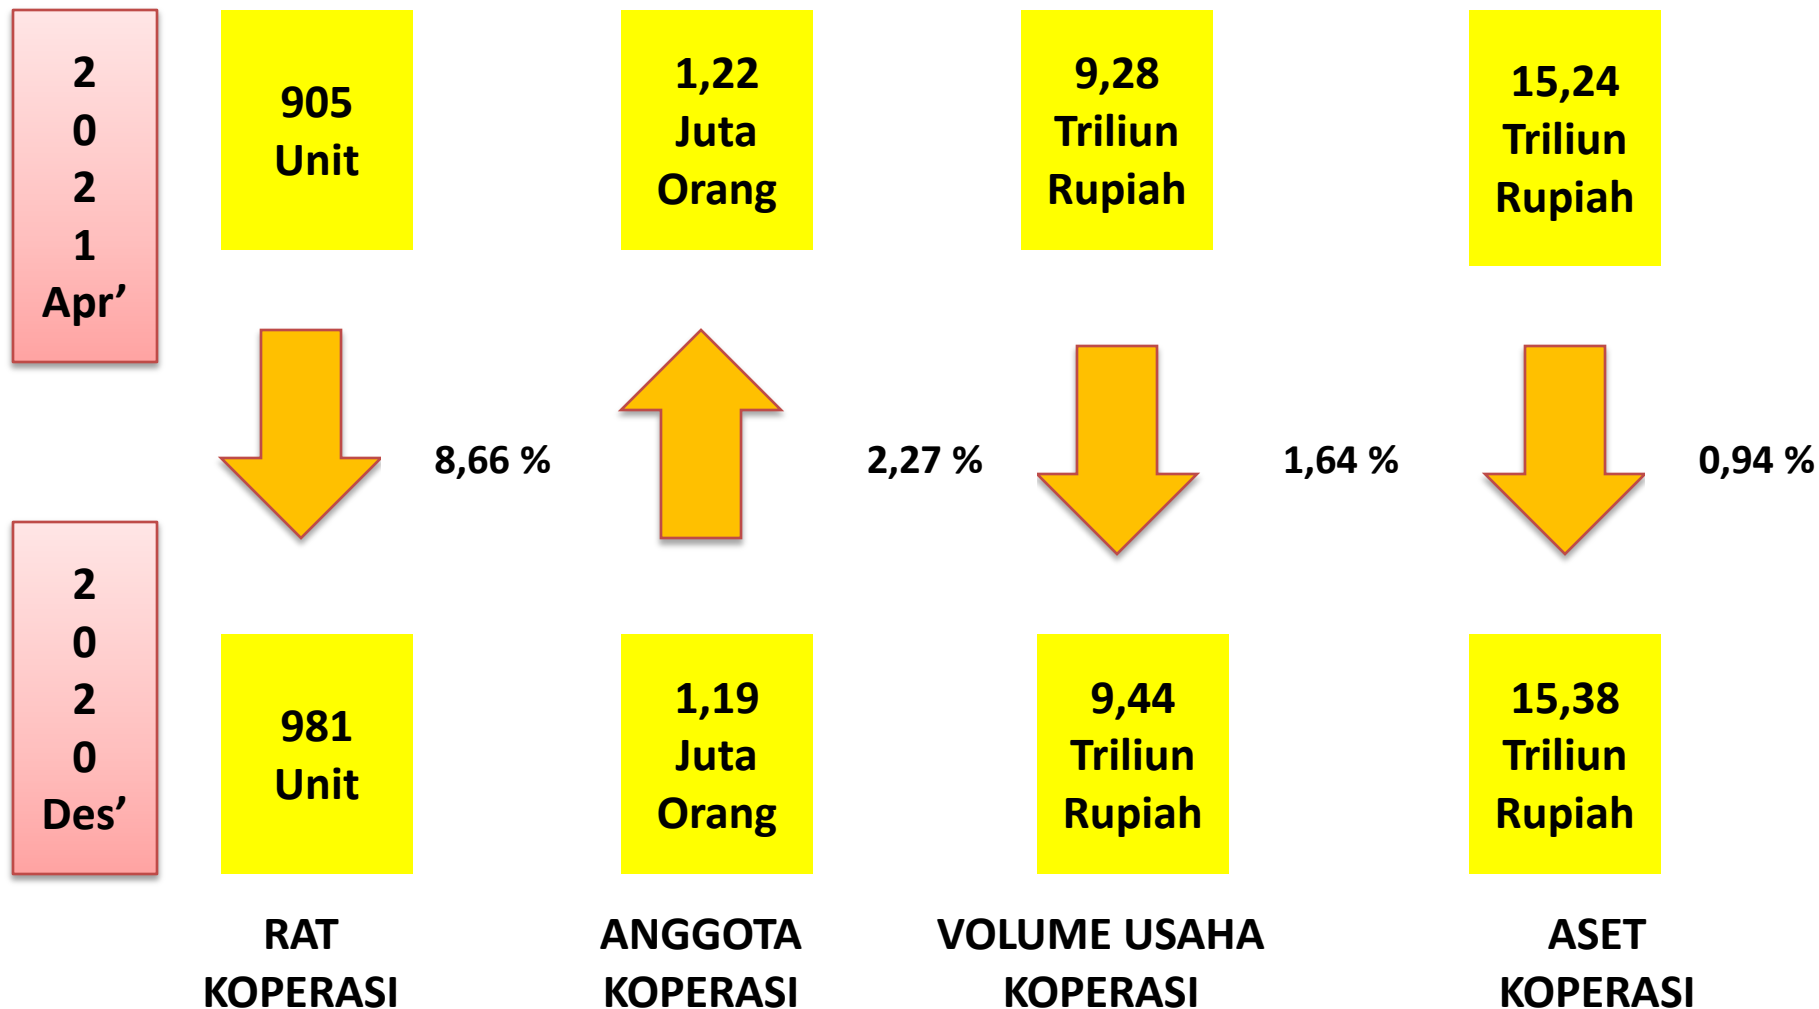 2
0
2
1
Apr’
905
Unit
1,22
Juta
Orang
9,28
Triliun
Rupiah
15,24
Triliun
Rupiah
8,66 %
2,27 %
1,64 %
0,94 %
2
0
2
0
Des’
981
Unit
1,19
Juta
Orang
9,44
Triliun
Rupiah
15,38
Triliun
Rupiah
RAT
KOPERASI
ANGGOTA
KOPERASI
VOLUME USAHA
KOPERASI
ASET
KOPERASI